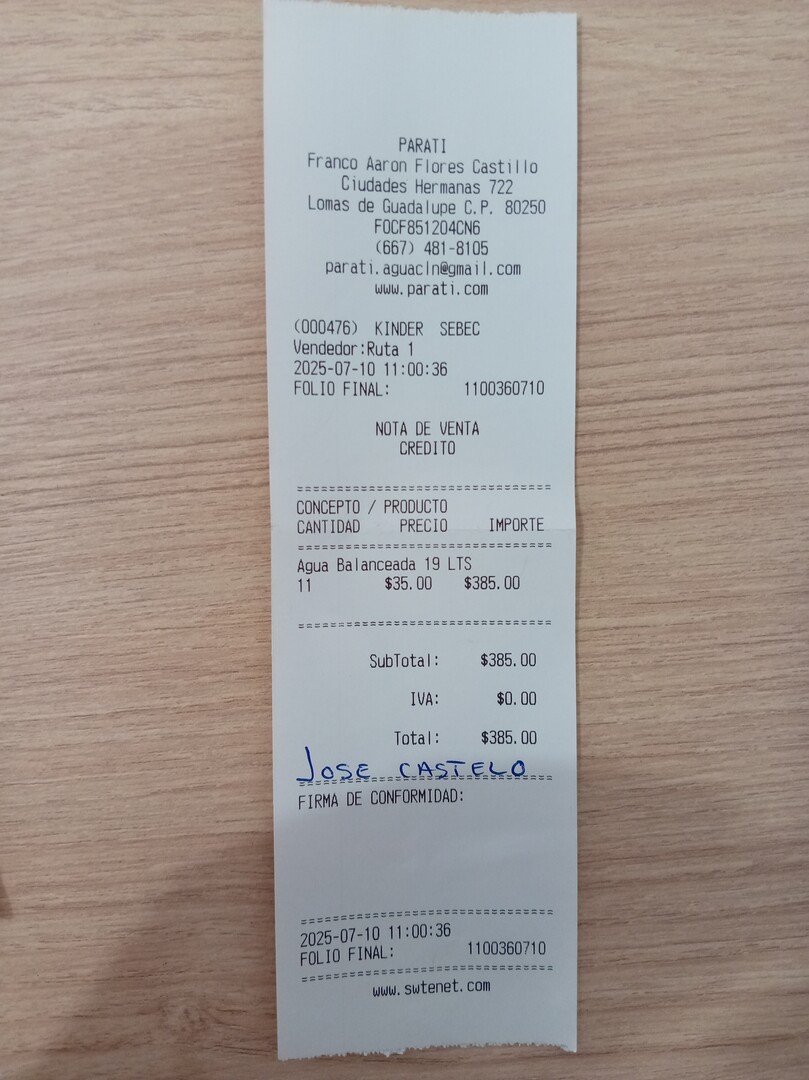 PARATI
Franco Aaron Flores Castillo
Ciudades Hermanas 722
Lomas de Guadalupe C.P. 80250
FOCF851204CN6
(667) 481-8105
parati.aguacln@gmail.com
www.parati.com
(000476) KINDER SEBEC
Vendedor:Ruta 1
2025-07-10 11:00:36
FOLIO FINAL: 1100360710
NOTA DE VENTA
CREDITO
================================
CONCEPTO / PRODUCTO
CANTIDAD PRECIO IMPORTE
================================
Agua Balanceada 19 LTS
11 $35.00 $385.00
================================
SubTotal: $385.00
IVA: $0.00
Total: $385.00
JOSE CASTELO
================================
FIRMA DE CONFORMIDAD:
================================
2025-07-10 11:00:36
FOLIO FINAL: 1100360710
================================
www.swtenet.com